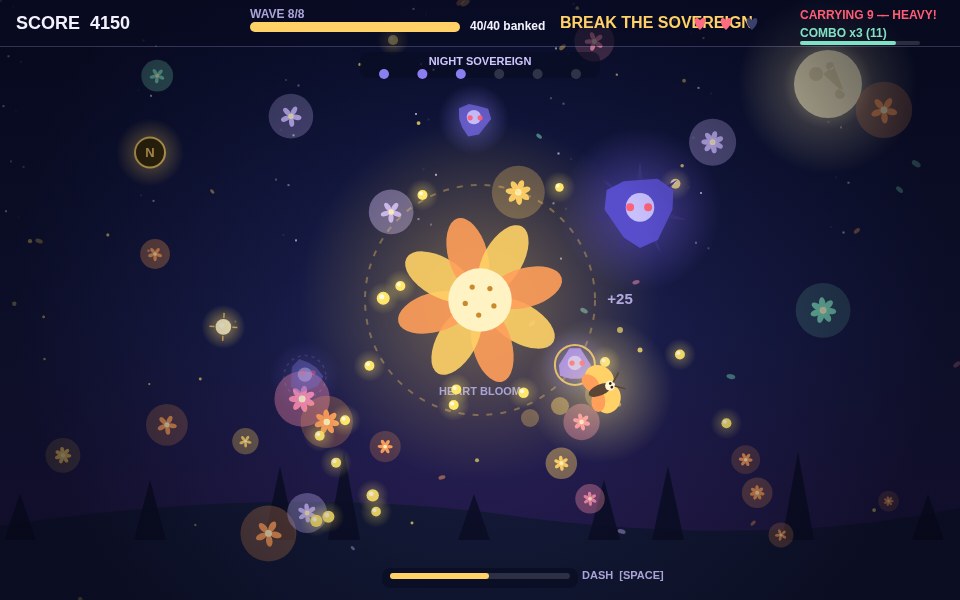 SCORE 4150
WAVE 8/8
40/40 banked
BREAK THE SOVEREIGN
CARRYING 9 — HEAVY!
COMBO x3 (11)
NIGHT SOVEREIGN
N
+25
HEART BLOOM
DASH [SPACE]